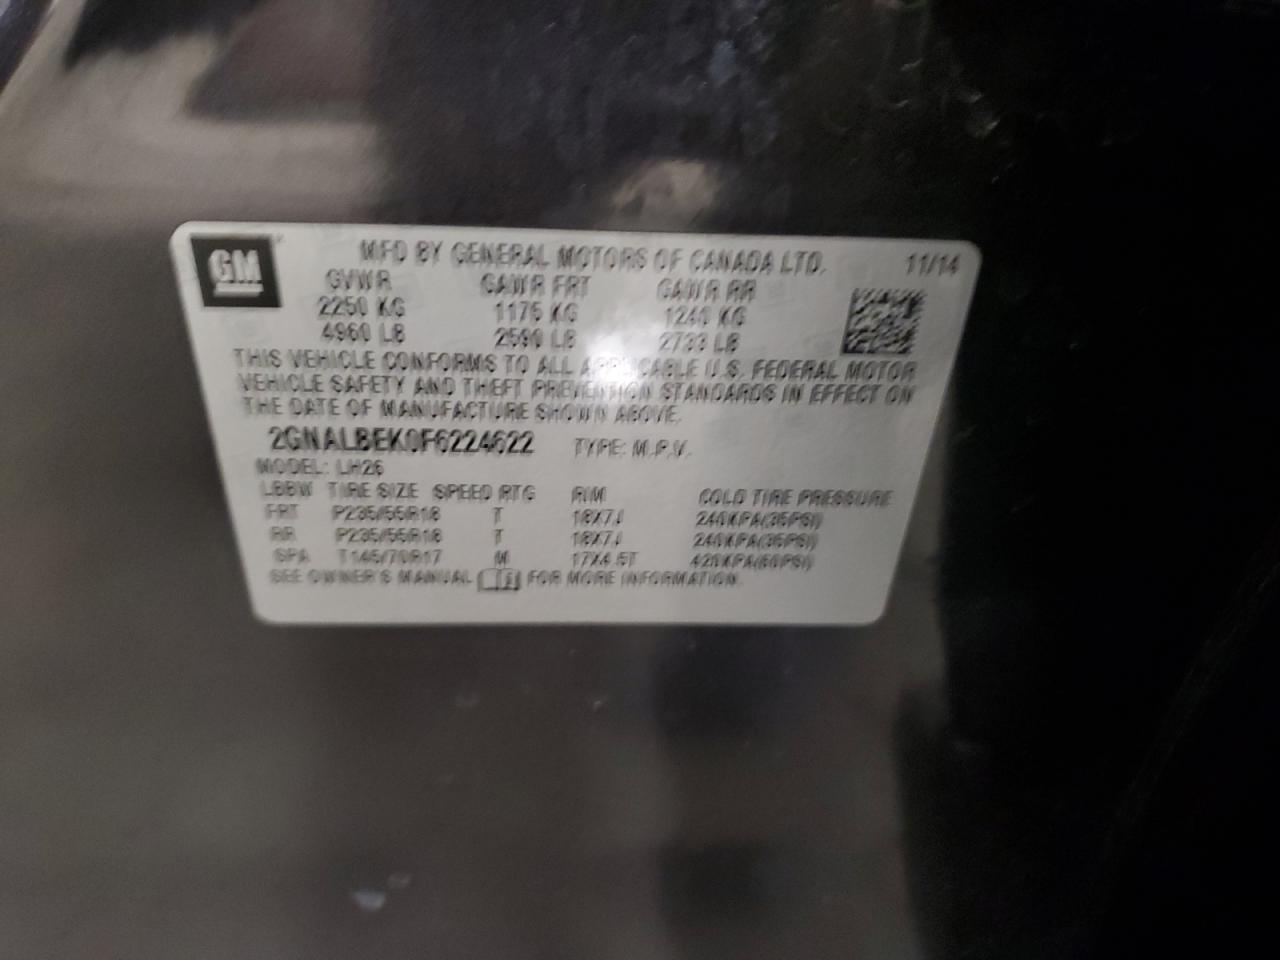 GM MFD BY GENERAL MOTORS OF CANADA LTD. 11/14
GVWR GAWR FRT GAWR RR
2250 KG 1175 KG 1240 KG
4960 LB 2590 LB 2733 LB
THIS VEHICLE CONFORMS TO ALL APPLICABLE U.S. FEDERAL MOTOR
VEHICLE SAFETY AND THEFT PREVENTION STANDARDS IN EFFECT ON
THE DATE OF MANUFACTURE SHOWN ABOVE.
2GNALBEK0F6224622 TYPE: M.P.V.
MODEL: LH26
TIRE SIZE SPEED RTG RIM COLD TIRE PRESSURE
FRT P235/55R18 T 18X7J 240KPA(35PSI)
RR P235/55R18 T 18X7J 240KPA(35PSI)
SPA T145/70R17 M 17X4.5T 420KPA(60PSI)
SEE OWNER'S MANUAL FOR MORE INFORMATION.